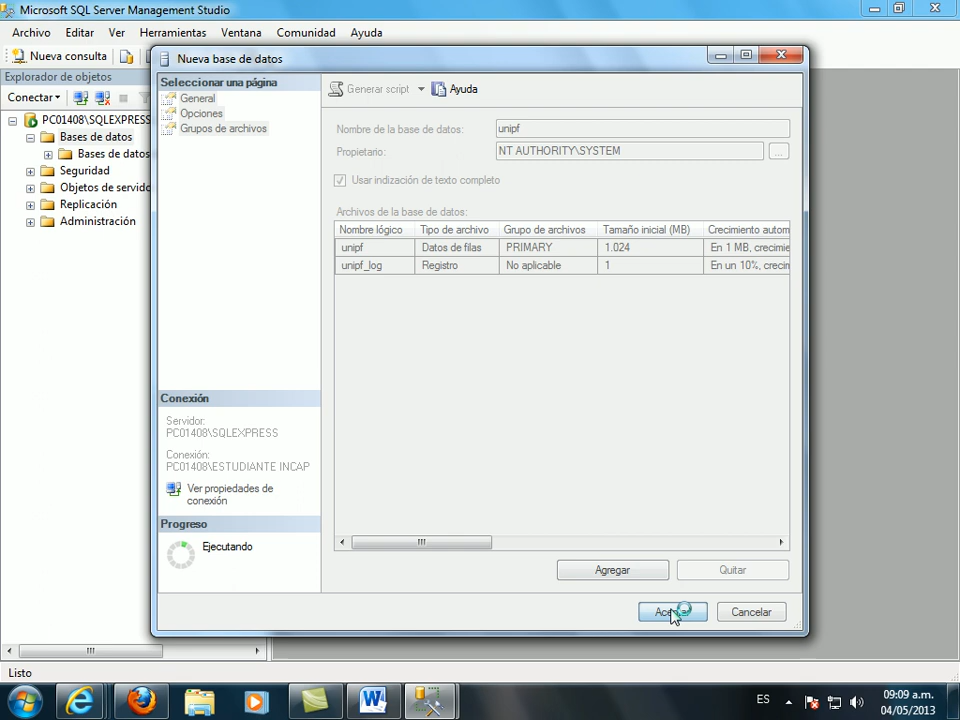 Microsoft SQL Server Management Studio
Archivo Editar Ver Herramientas Ventana Comunidad Ayuda
Nueva consulta
Explorador de objetos
Conectar
PC01408\SQLEXPRESS
Bases de datos
Bases de datos
Seguridad
Objetos de servido
Replicación
Administración
Nueva base de datos
Seleccionar una página
General
Opciones
Grupos de archivos
Conexión
Servidor:
PC01408\SQLEXPRESS
Conexión:
PC01408\ESTUDIANTE INCAP
Ver propiedades de
conexión
Progreso
Ejecutando
Generar script Ayuda
Nombre de la base de datos: unipf
Propietario: NT AUTHORITY\SYSTEM ...
Usar indización de texto completo
Archivos de la base de datos:
Nombre lógico Tipo de archivo Grupo de archivos Tamaño inicial (MB) Crecimiento autom
unipf Datos de filas PRIMARY 1.024 En 1 MB, crecimie
unipf_log Registro No aplicable 1 En un 10%, crecin
Agregar Quitar
Cancelar
Listo
ES 09:09 a.m.
04/05/2013